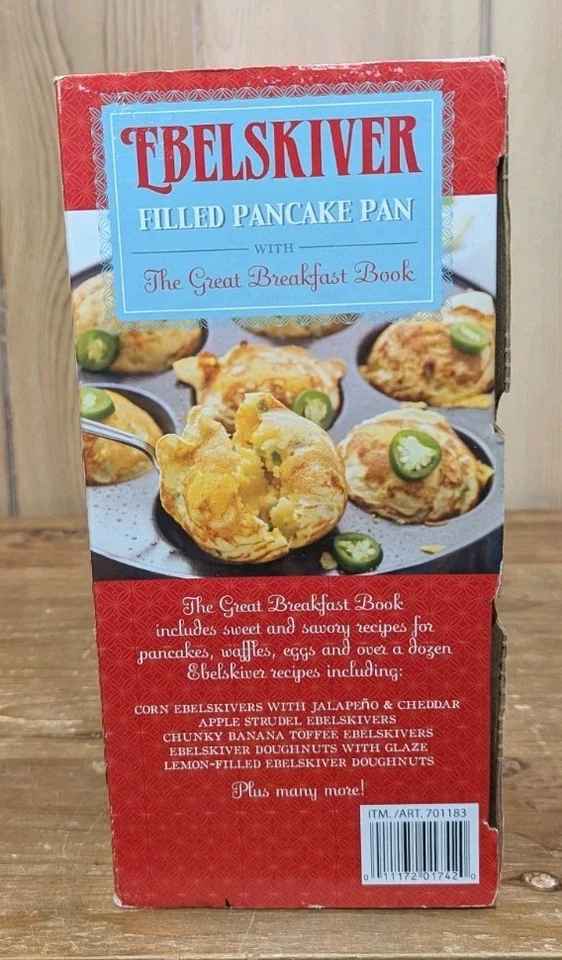 EBELSKIVER
FILLED PANCAKE PAN
WITH
The Great Breakfast Book
The Great Breakfast Book
includes sweet and savory recipes for
pancakes, waffles, eggs and over a dozen
Ebelskiver recipes including:
CORN EBELSKIVERS WITH JALAPEÑO & CHEDDAR
APPLE STRUDEL EBELSKIVERS
CHUNKY BANANA TOFFEE EBELSKIVERS
EBELSKIVER DOUGHNUTS WITH GLAZE
LEMON-FILLED EBELSKIVER DOUGHNUTS
Plus many more!
ITM. /ART. 701183
0 11172 01742 0